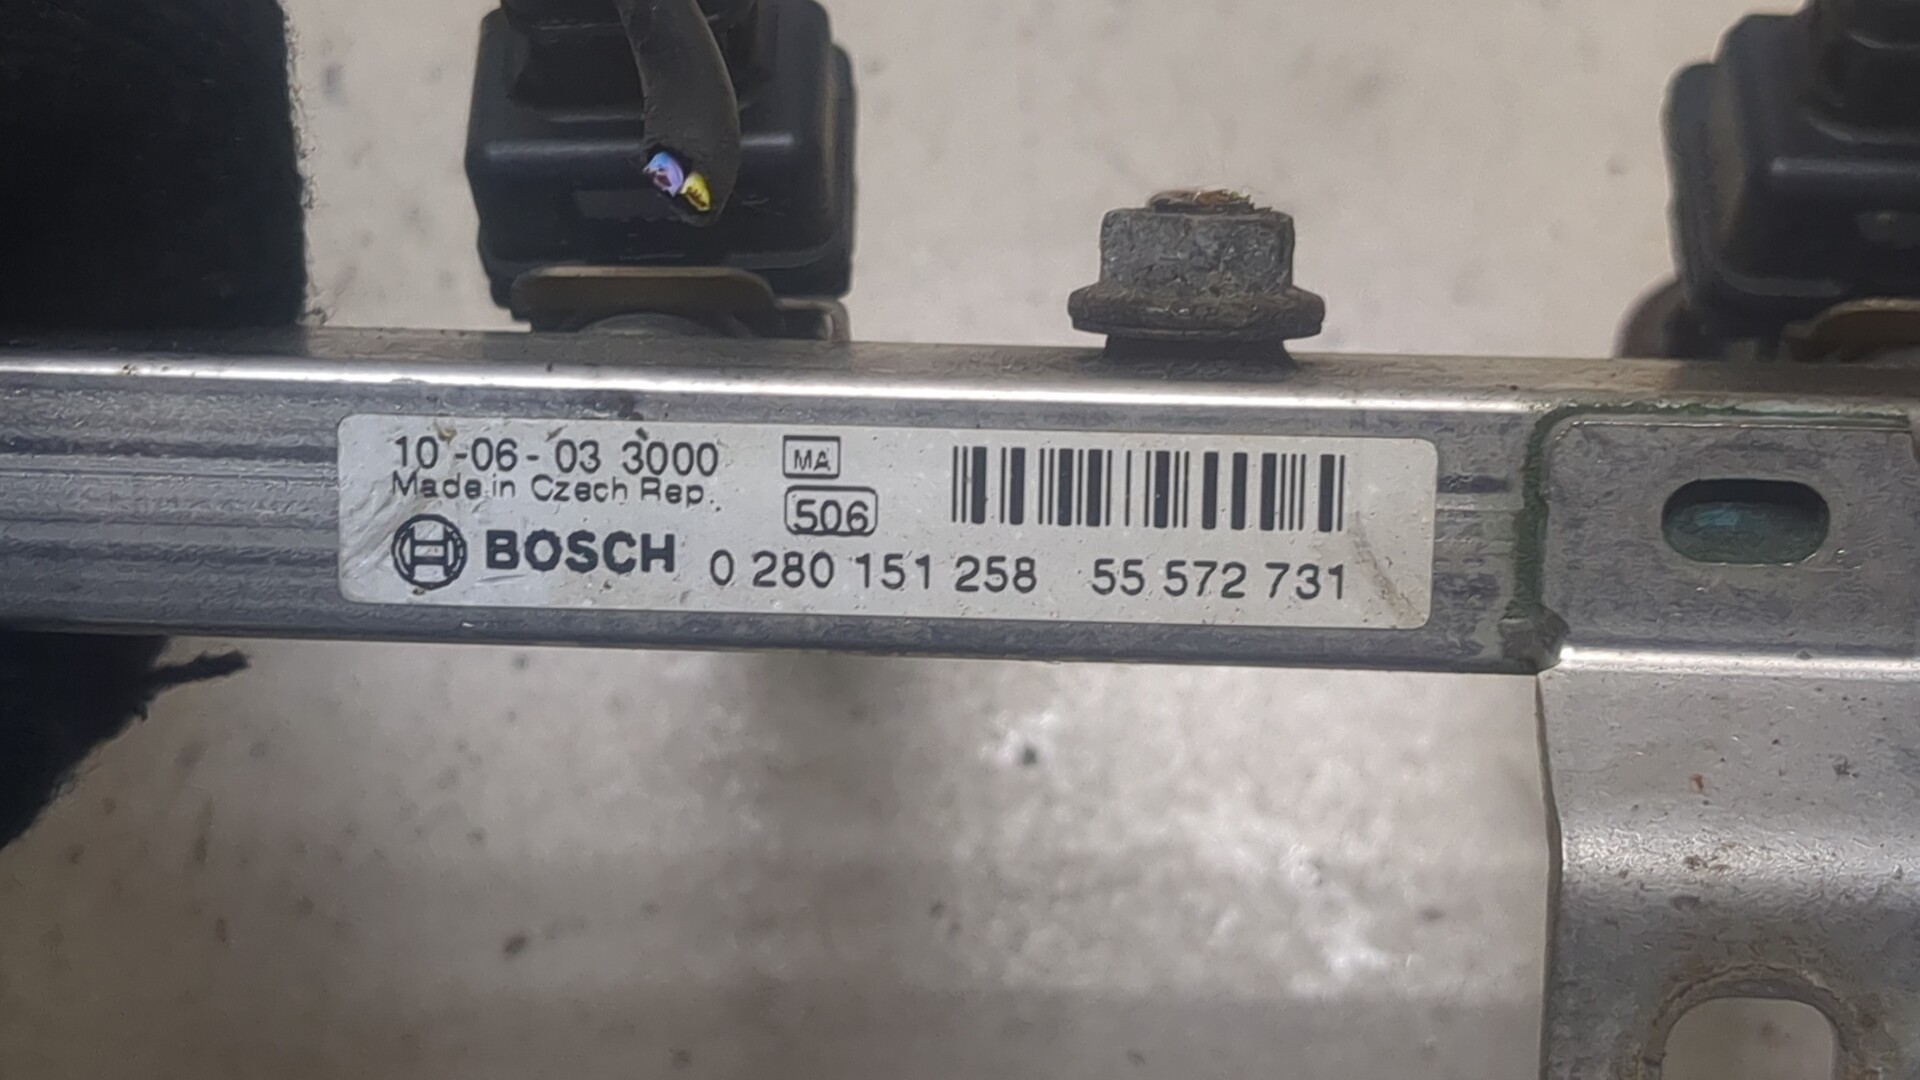 10-06-03 3000
Made in Czech Rep.
MA
506
BOSCH 0 280 151 258 55 572 731